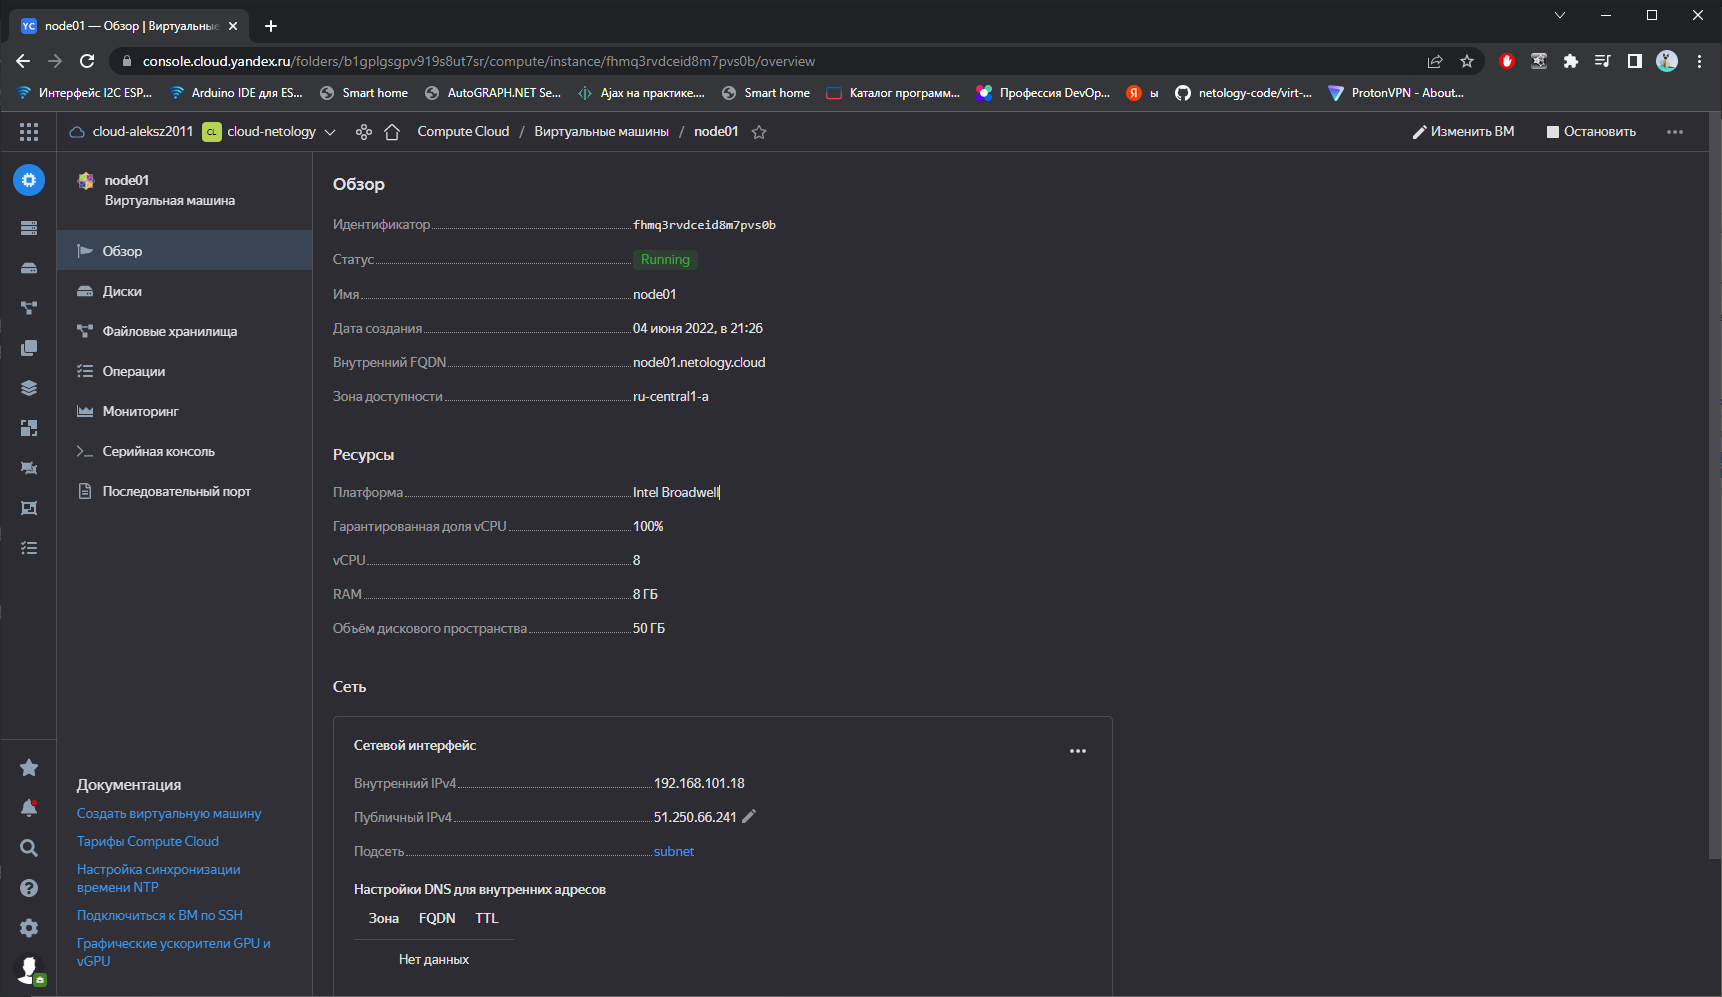 YC node01 — Обзор | Виртуальные
console.cloud.yandex.ru/folders/b1gplgsgpv919s8ut7sr/compute/instance/fhmq3rvdceid8m7pvs0b/overview
Интерфейс I2C ESP... Arduino IDE для ES... Smart home AutoGRAPH.NET Se... Ajax на практике.... Smart home Каталог программ... Профессия DevOp... Я ы netology-code/virt-... ProtonVPN - About...
cloud-aleksz2011 CL cloud-netology Compute Cloud / Виртуальные машины / node01 Изменить ВМ Остановить
node01
Виртуальная машина
Обзор
Диски
Файловые хранилища
Операции
Мониторинг
Серийная консоль
Последовательный порт
Документация
Создать виртуальную машину
Тарифы Compute Cloud
Настройка синхронизации
времени NTP
Подключиться к ВМ по SSH
Графические ускорители GPU и
vGPU
Обзор
Идентификатор fhmq3rvdceid8m7pvs0b
Статус Running
Имя node01
Дата создания 04 июня 2022, в 21:26
Внутренний FQDN node01.netology.cloud
Зона доступности ru-central1-a
Ресурсы
Платформа Intel Broadwell
Гарантированная доля vCPU 100%
vCPU 8
RAM 8 ГБ
Объём дискового пространства 50 ГБ
Сеть
Сетевой интерфейс
Внутренний IPv4 192.168.101.18
Публичный IPv4 51.250.66.241
Подсеть subnet
Настройки DNS для внутренних адресов
Зона FQDN TTL
Нет данных